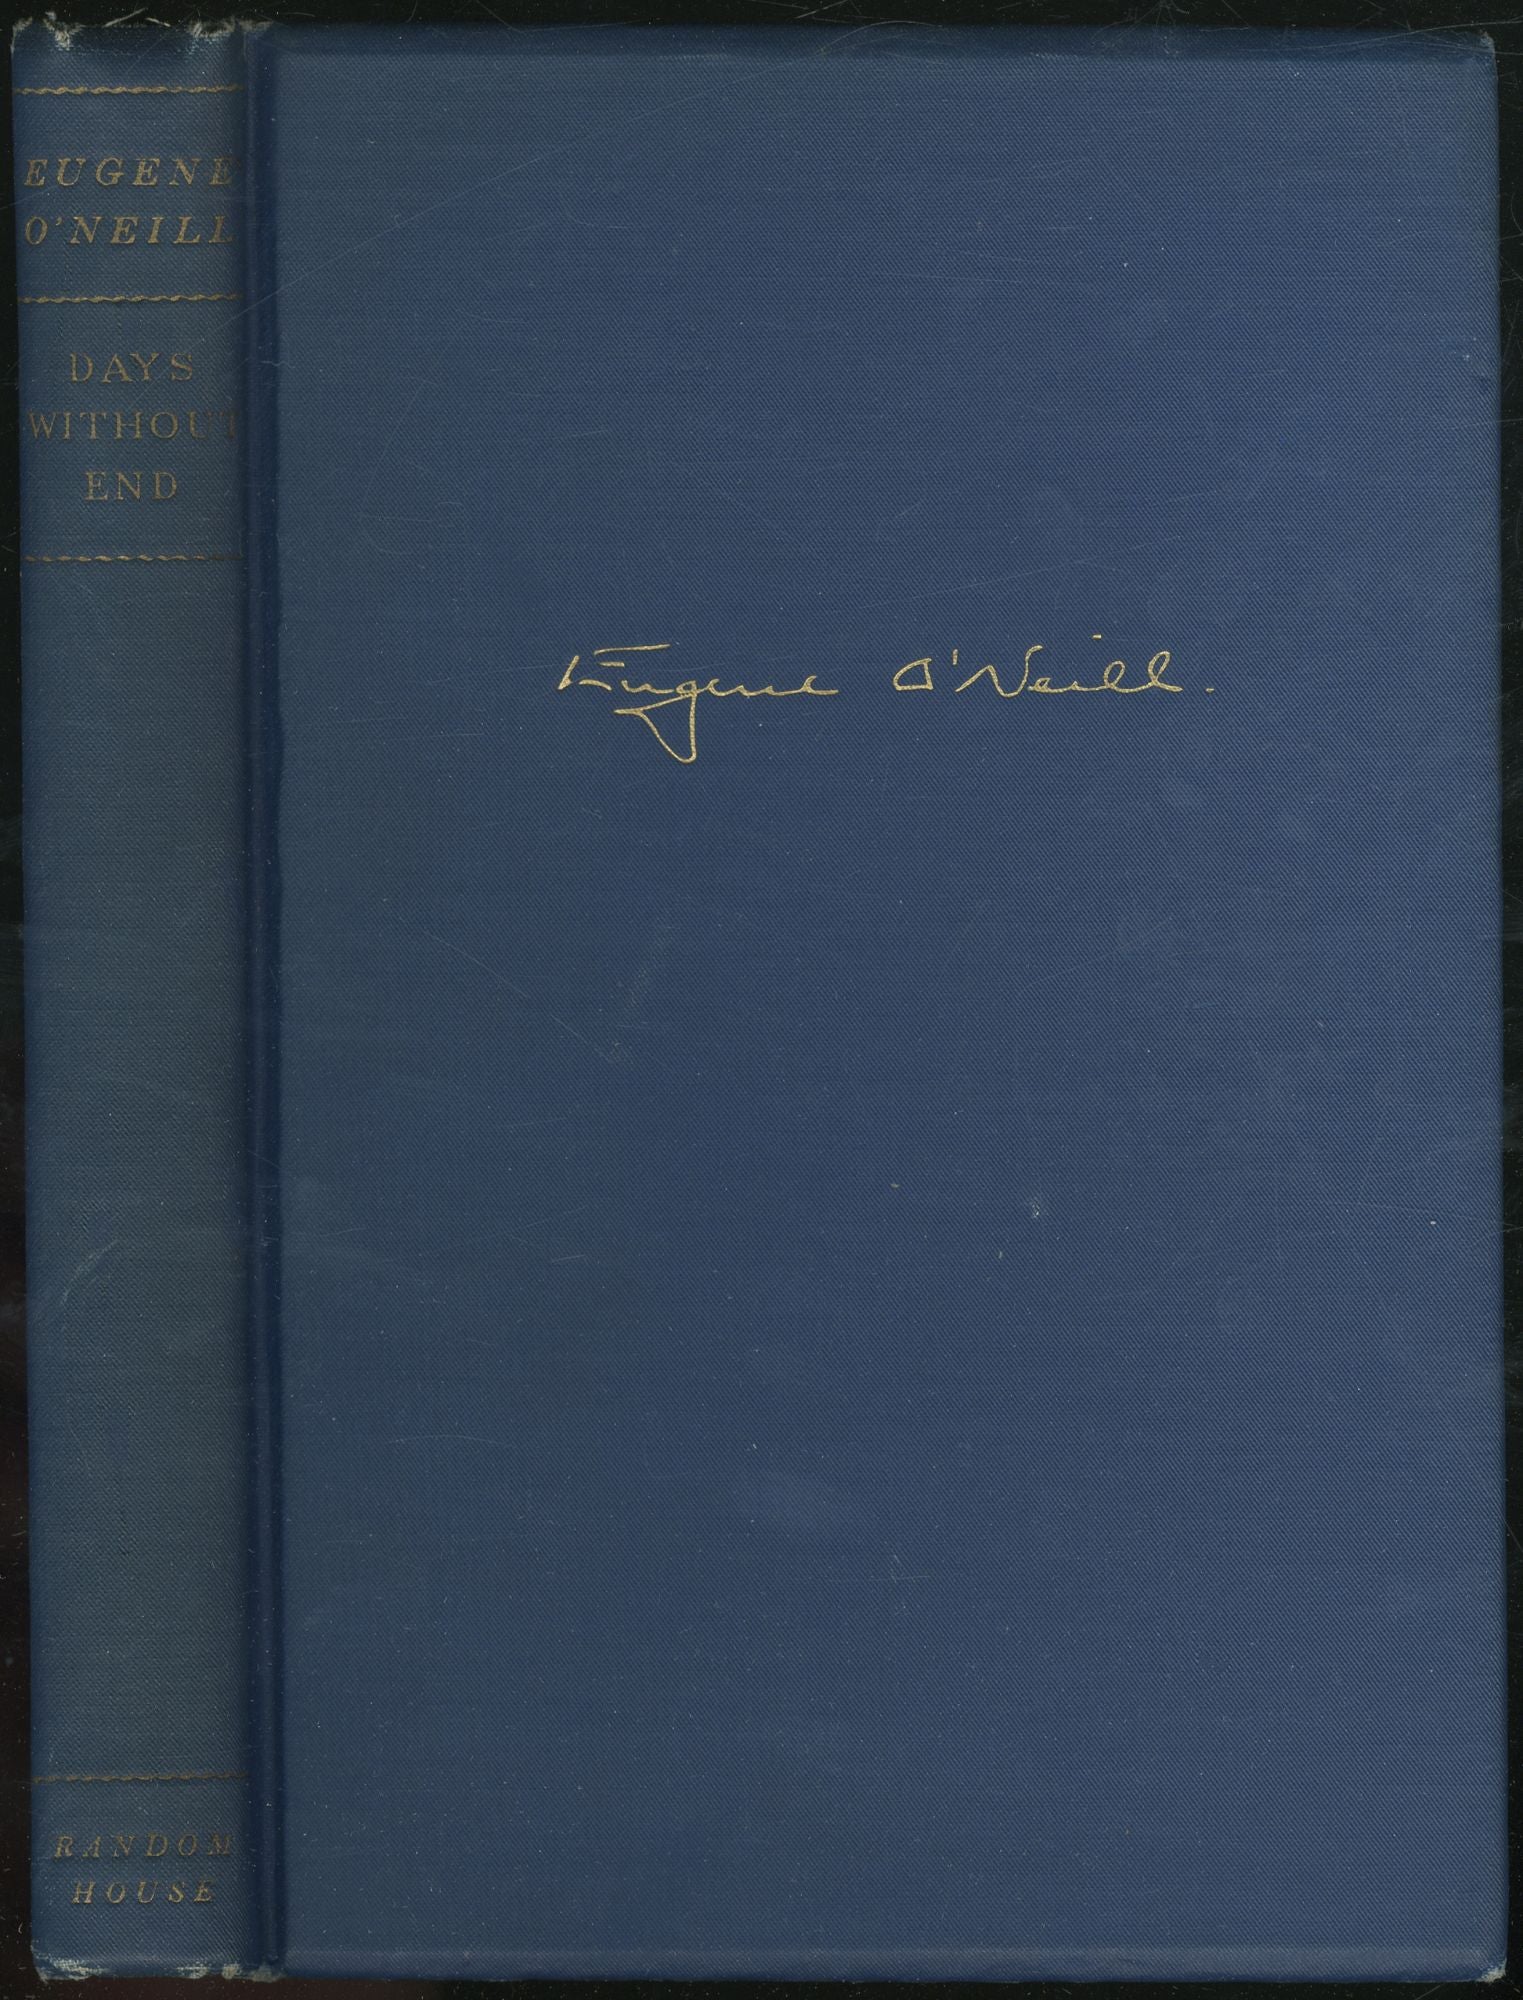 EUGENE
O'NEILL
DAYS
WITHOUT
END
RANDOM
HOUSE
Eugene O'Neill.